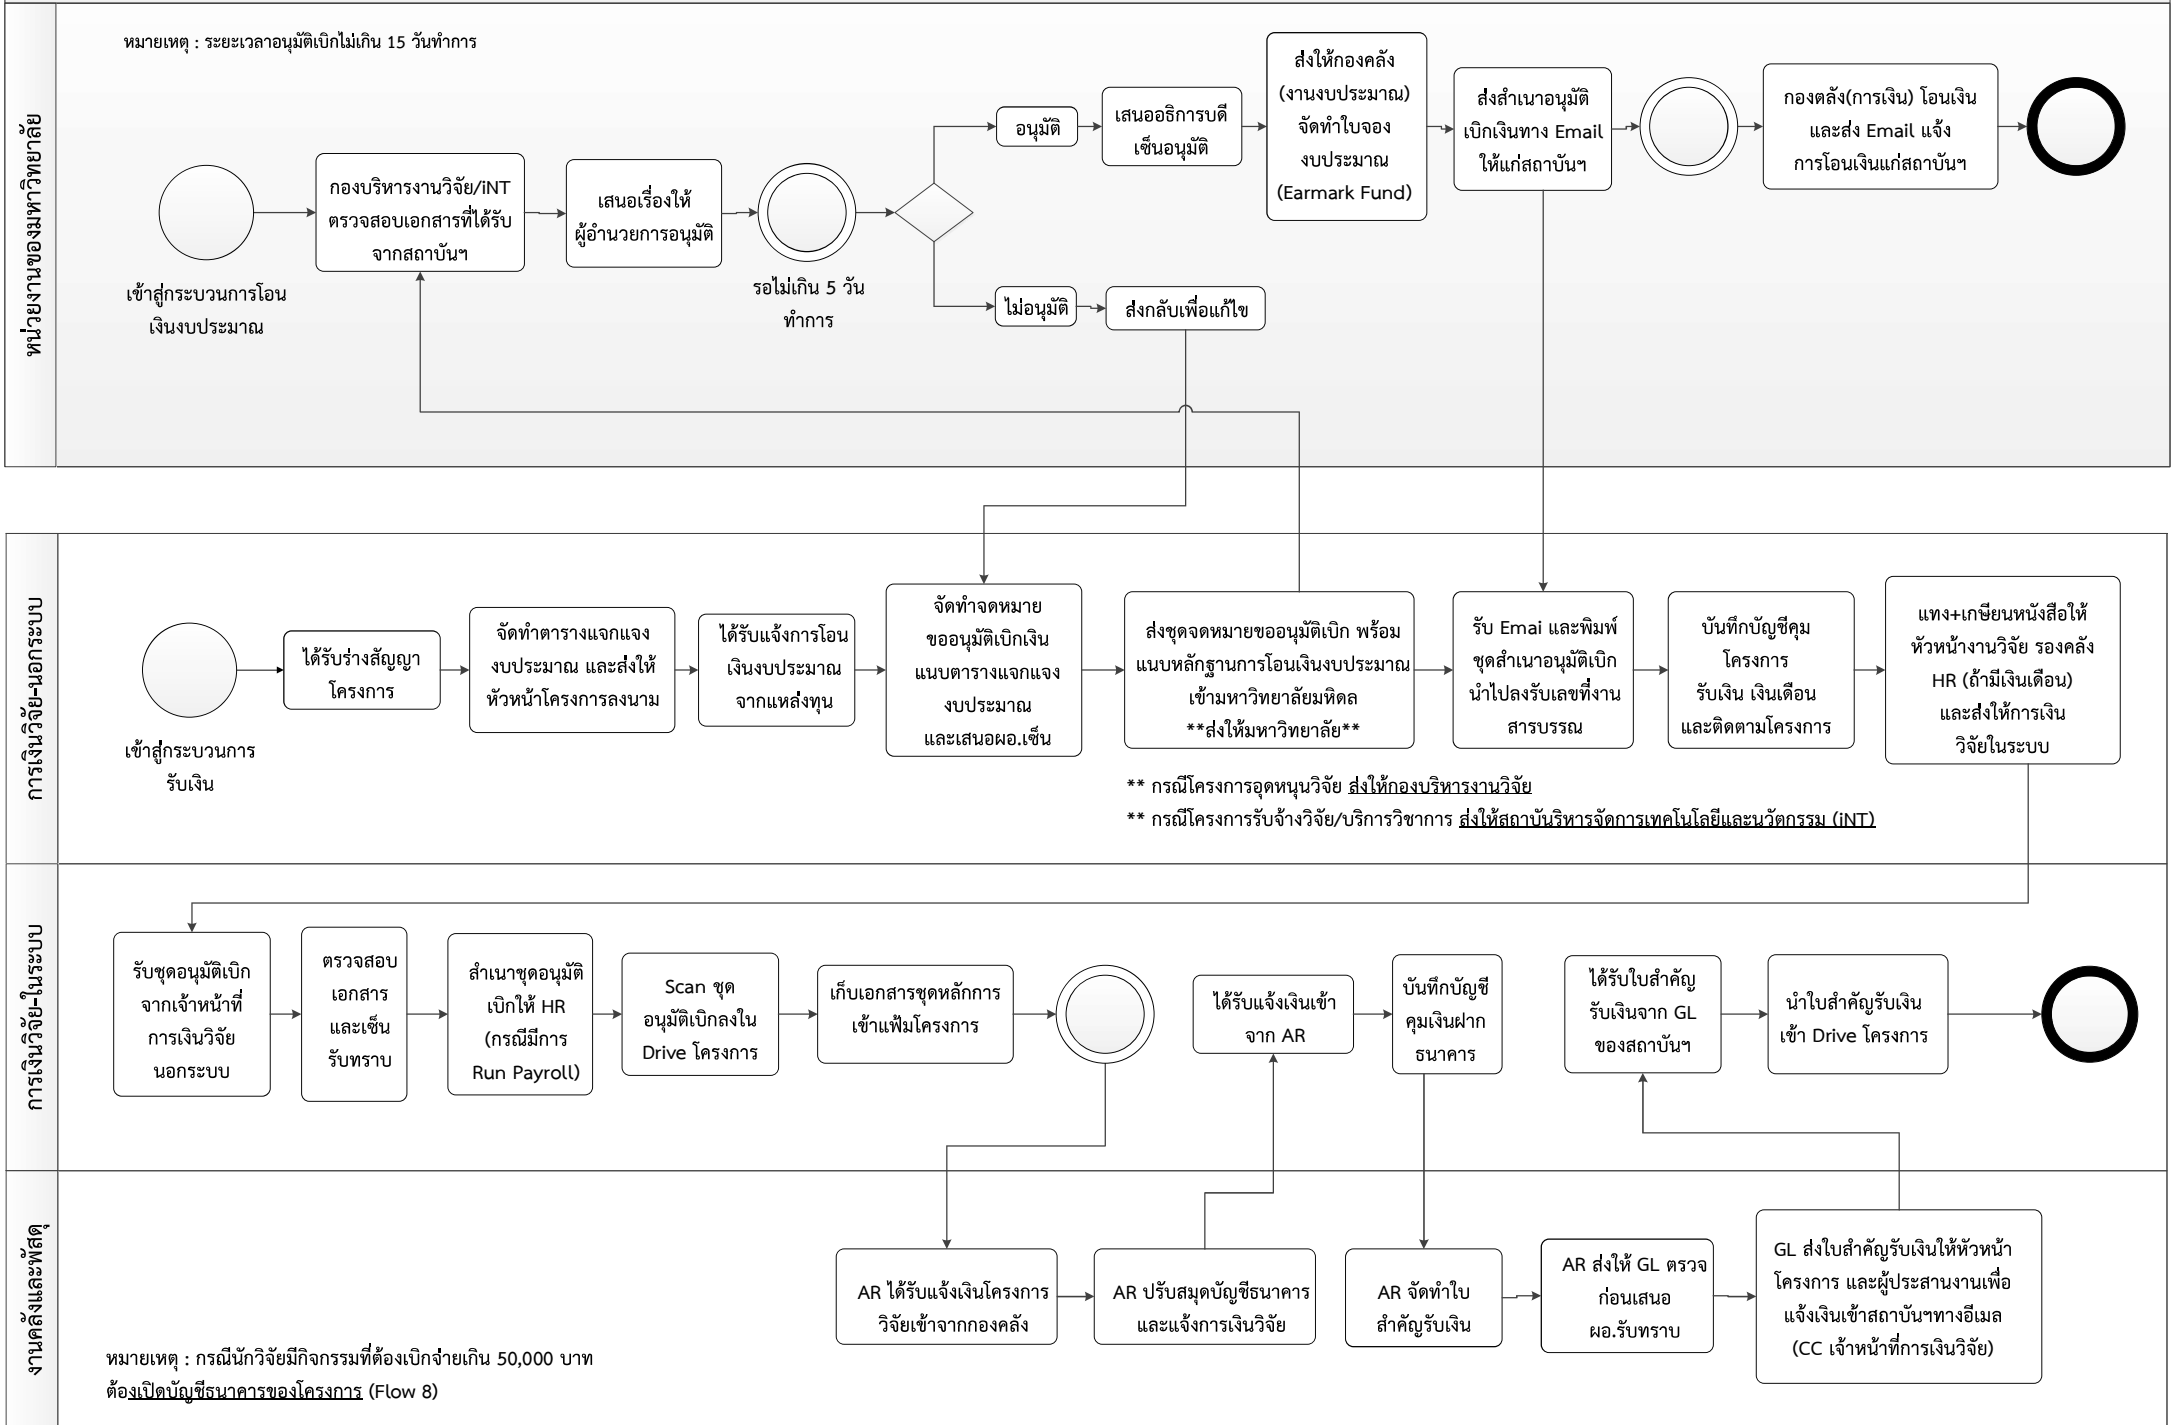 หน่วยงานของมหาวิทยาลัย
หมายเหตุ : ระยะเวลาอนุมัติเบิกไม่เกิน 15 วันทำการ
เข้าสู่กระบวนการโอน
เงินงบประมาณ
กองบริหารงานวิจัย/iNT
ตรวจสอบเอกสารที่ได้รับ
จากสถาบันฯ
เสนอเรื่องให้
ผู้อำนวยการอนุมัติ
รอไม่เกิน 5 วัน
ทำการ
อนุมัติ
เสนออธิการบดี
เซ็นอนุมัติ
ส่งให้กองคลัง
(งานงบประมาณ)
จัดทำใบจอง
งบประมาณ
(Earmark Fund)
ส่งสำเนาอนุมัติ
เบิกเงินทาง Email
ให้แก่สถาบันฯ
กองตลัง(การเงิน) โอนเงิน
และส่ง Email แจ้ง
การโอนเงินแก่สถาบันฯ
ไม่อนุมัติ
ส่งกลับเพื่อแก้ไข
การเงินวิจัย-นอกระบบ
เข้าสู่กระบวนการ
รับเงิน
ได้รับร่างสัญญา
โครงการ
จัดทำตารางแจกแจง
งบประมาณ และส่งให้
หัวหน้าโครงการลงนาม
ได้รับแจ้งการโอน
เงินงบประมาณ
จากแหล่งทุน
จัดทำจดหมาย
ขออนุมัติเบิกเงิน
แนบตารางแจกแจง
งบประมาณ
และเสนอผอ.เซ็น
ส่งชุดจดหมายขออนุมัติเบิก พร้อม
แนบหลักฐานการโอนเงินงบประมาณ
เข้ามหาวิทยาลัยมหิดล
**ส่งให้มหาวิทยาลัย**
รับ Emai และพิมพ์
ชุดสำเนาอนุมัติเบิก
นำไปลงรับเลขที่งาน
สารบรรณ
บันทึกบัญชีคุม
โครงการ
รับเงิน เงินเดือน
และติดตามโครงการ
แทง+เกษียนหนังสือให้
หัวหน้างานวิจัย รองคลัง
HR (ถ้ามีเงินเดือน)
และส่งให้การเงิน
วิจัยในระบบ
** กรณีโครงการอุดหนุนวิจัย ส่งให้กองบริหารงานวิจัย
** กรณีโครงการรับจ้างวิจัย/บริการวิชาการ ส่งให้สถาบันริหารจัดการเทคโนโลยีและนวัตกรรม (iNT)
การเงินวิจัย-ในระบบ
รับชุดอนุมัติเบิก
จากเจ้าหน้าที่
การเงินวิจัย
นอกระบบ
ตรวจสอบ
เอกสาร
และเซ็น
รับทราบ
สำเนาชุดอนุมัติ
เบิกให้ HR
(กรณีมีการ
Run Payroll)
Scan ชุด
อนุมัติเบิกลงใน
Drive โครงการ
เก็บเอกสารชุดหลักการ
เข้าแฟ้มโครงการ
ได้รับแจ้งเงินเข้า
จาก AR
บันทึกบัญชี
คุมเงินฝาก
ธนาคาร
ได้รับใบสำคัญ
รับเงินจาก GL
ของสถาบันฯ
นำใบสำคัญรับเงิน
เข้า Drive โครงการ
งานคลังและพัสดุ
AR ได้รับแจ้งเงินโครงการ
วิจัยเข้าจากกองคลัง
AR ปรับสมุดบัญชีธนาคาร
และแจ้งการเงินวิจัย
AR จัดทำใบ
สำคัญรับเงิน
AR ส่งให้ GL ตรวจ
ก่อนเสนอ
ผอ.รับทราบ
GL ส่งใบสำคัญรับเงินให้หัวหน้า
โครงการ และผู้ประสานงานเพื่อ
แจ้งเงินเข้าสถาบันฯทางอีเมล
(CC เจ้าหน้าที่การเงินวิจัย)
หมายเหตุ : กรณีนักวิจัยมีกิจกรรมที่ต้องเบิกจ่ายเกิน 50,000 บาท
ต้องเปิดบัญชีธนาคารของโครงการ (Flow 8)